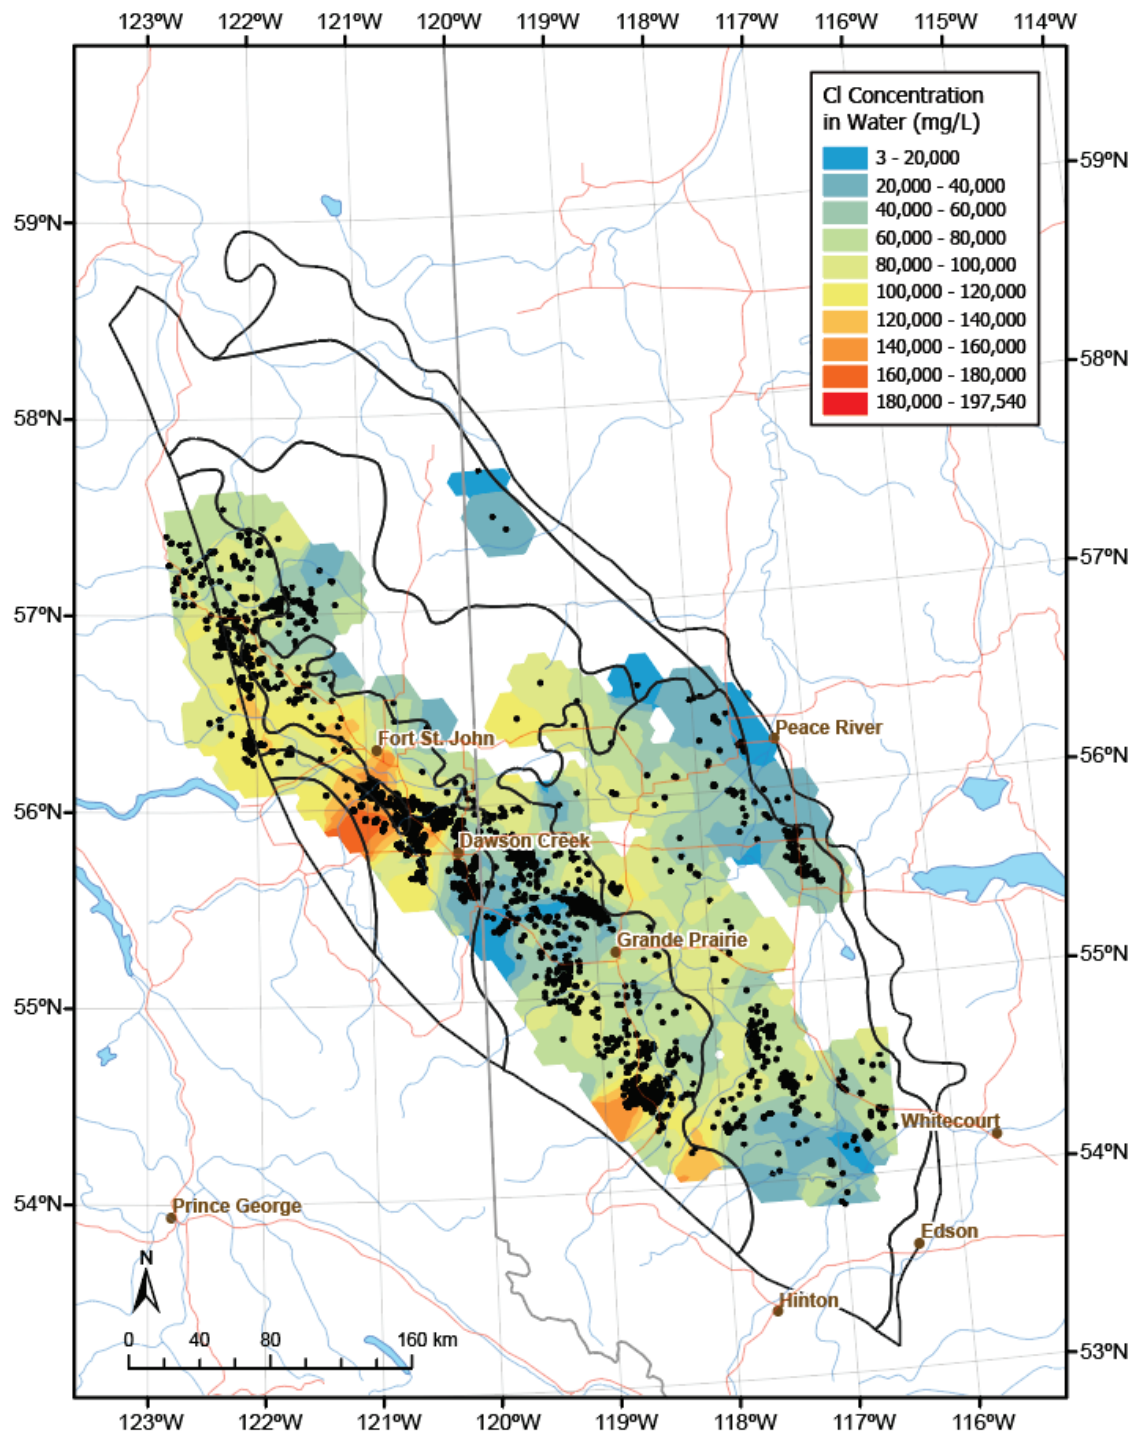 123ºW 122ºW 121ºW 120ºW 119ºW 118ºW 117ºW 116ºW 115ºW 114ºW
Cl Concentration
in Water (mg/L)
3 - 20,000
20,000 - 40,000
40,000 - 60,000
60,000 - 80,000
80,000 - 100,000
100,000 - 120,000
120,000 - 140,000
140,000 - 160,000
160,000 - 180,000
180,000 - 197,540
59ºN
59ºN
58ºN
58ºN
57ºN
57ºN
Peace River
Fort St. John
56ºN
56ºN
Dawson Creek
Grande Prairie
55ºN
55ºN
Whitecourt
54ºN
54ºN
Prince George
Edson
N
Hinton
0 40 80 160 km
53ºN
123ºW 122ºW 121ºW 120ºW 119ºW 118ºW 117ºW 116ºW